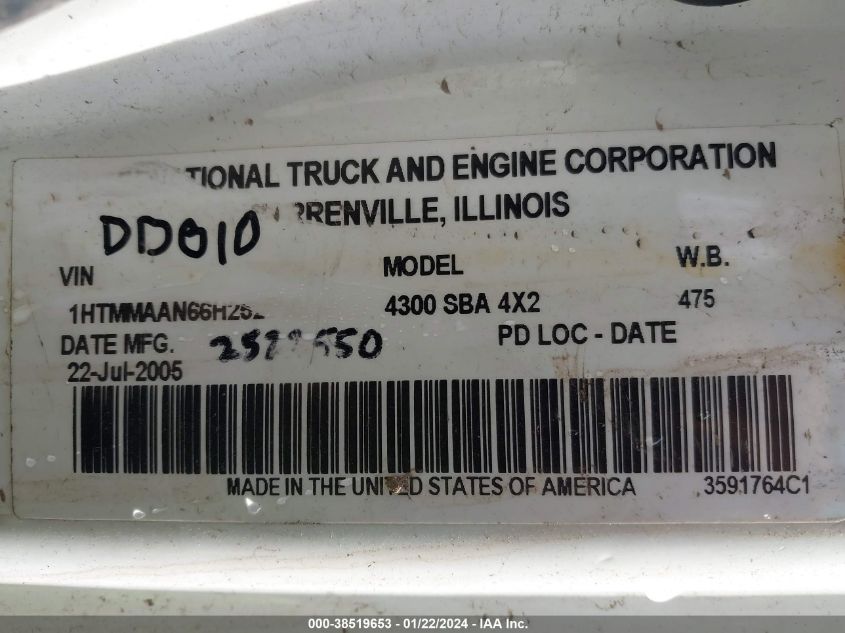 TIONAL TRUCK AND ENGINE CORPORATION
RRENVILLE, ILLINOIS
DD010
VIN MODEL W.B.
4300 SBA 4X2 475
DATE MFG. PD LOC - DATE
22-Jul-2005
MADE IN THE UNITED STATES OF AMERICA 3591764C1
000-38519653 - 01/22/2024 - IAA Inc.